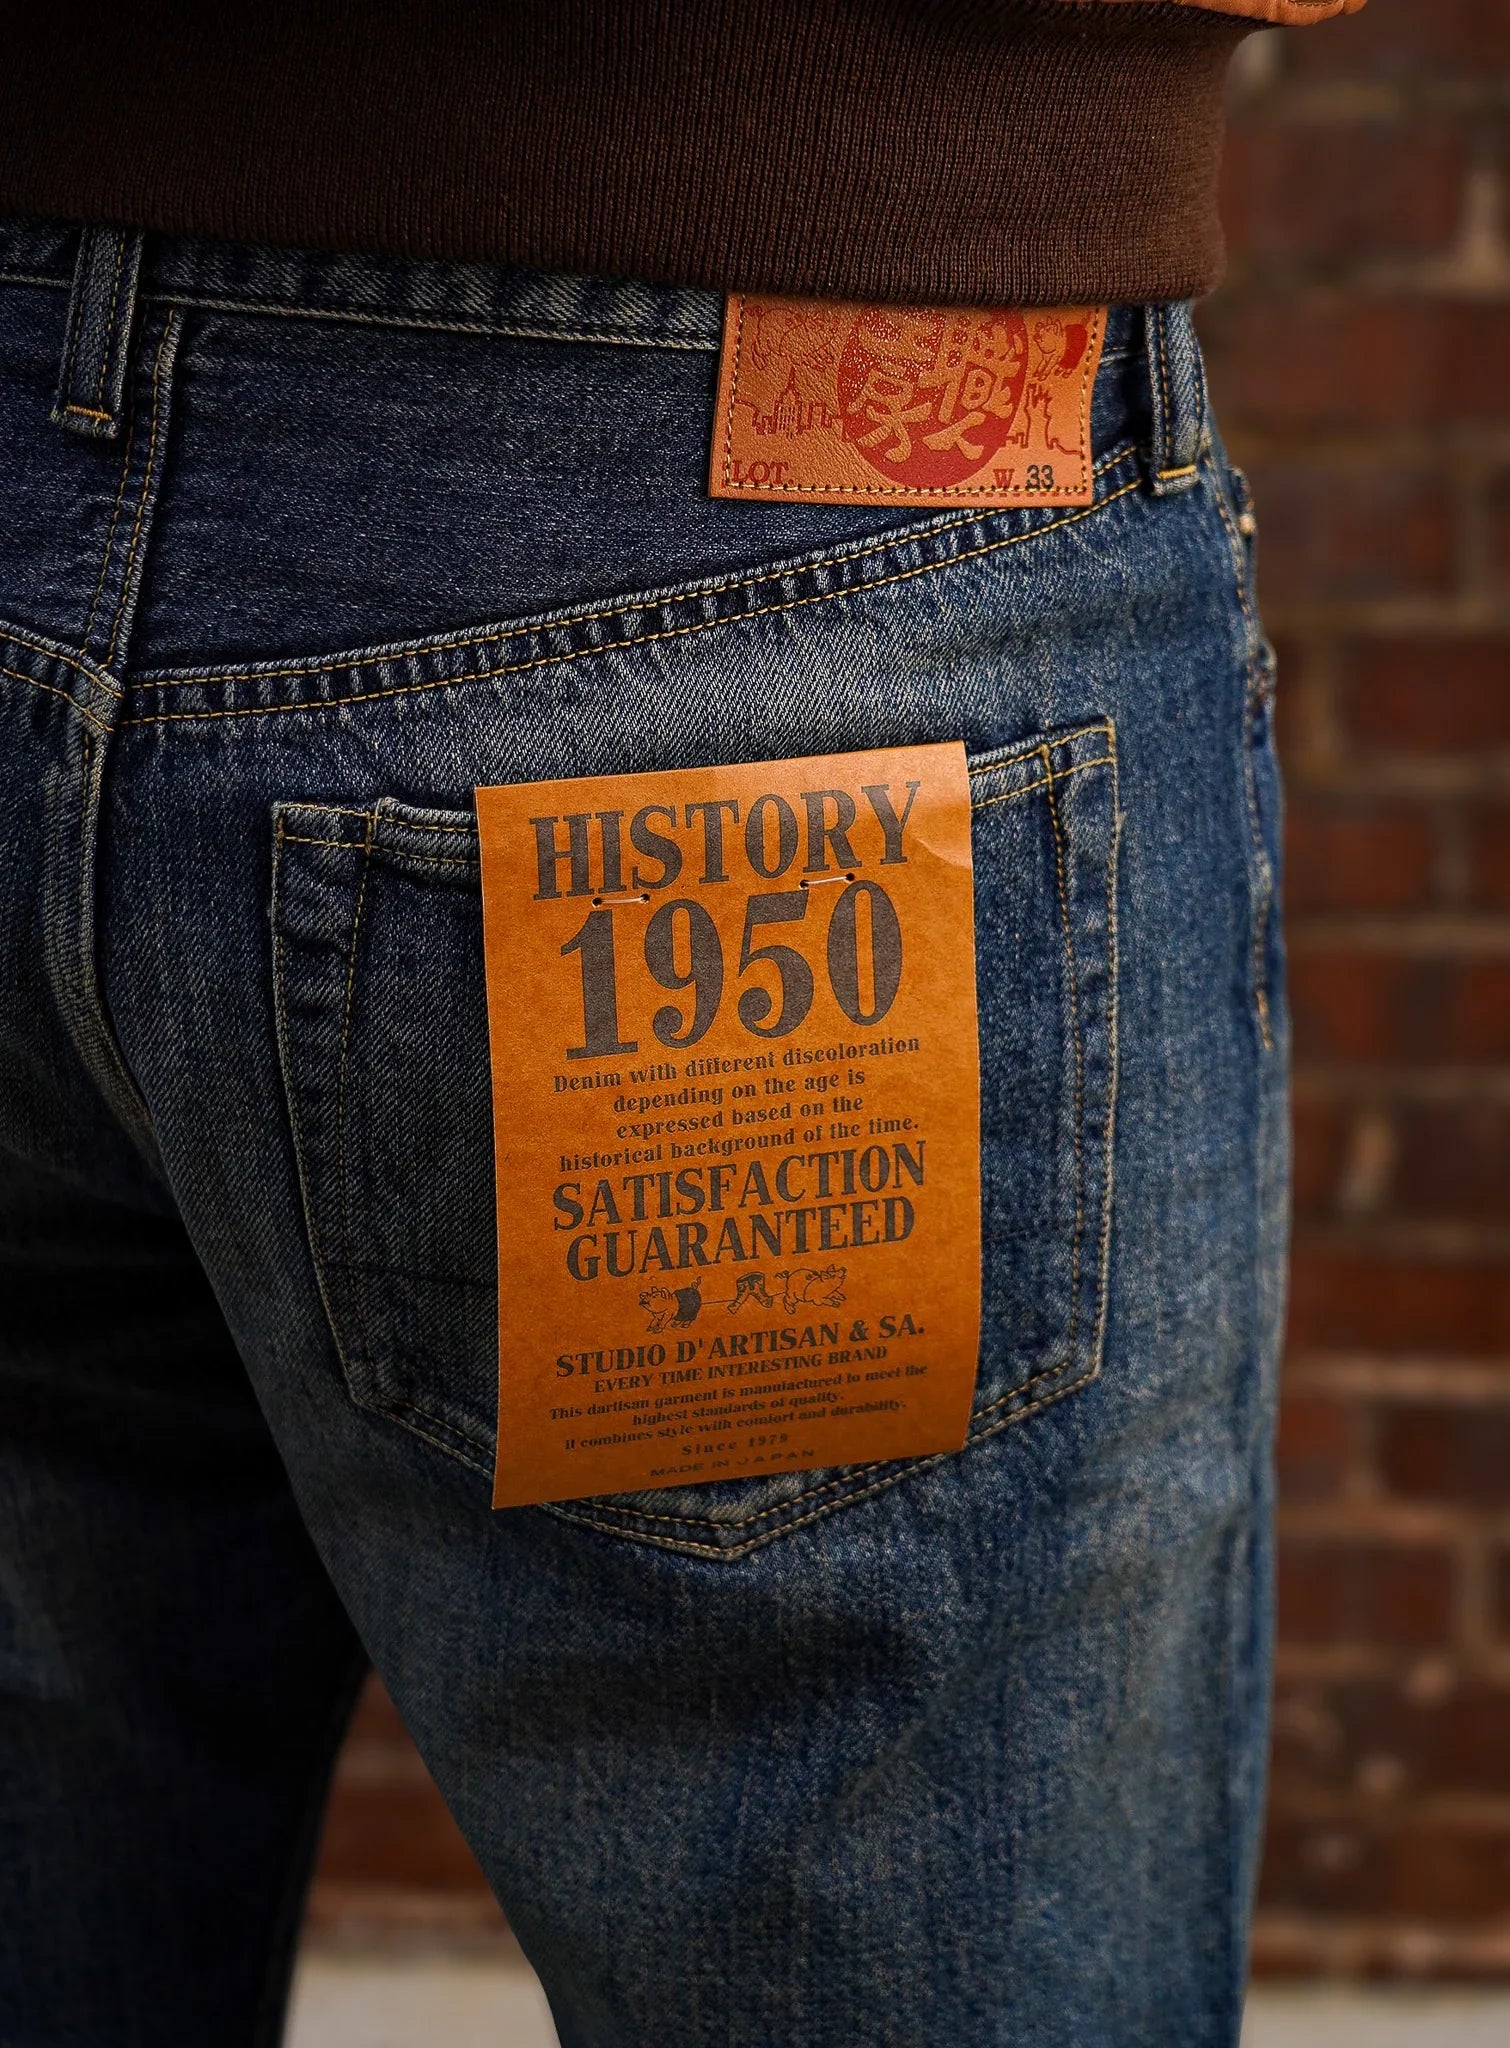 LOT.
W. 33
HISTORY
1950
Denim with different discoloration
depending on the age is
expressed based on the
historical background of the time.
SATISFACTION
GUARANTEED
STUDIO D'ARTISAN & SA.
EVERY TIME INTERESTING BRAND
This dartisan garment is manufactured to meet the
highest standards of quality.
it combines style with comfort and durability.
Since 1979
MADE IN JAPAN